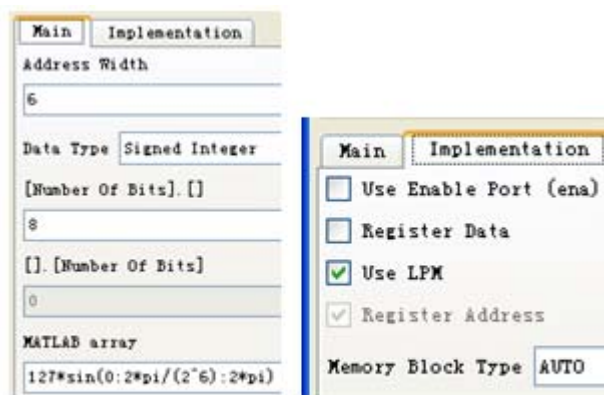 Main Implementation
Address Width
6
Data Type Signed Integer
[Number Of Bits].[]
8
[].[Number Of Bits]
0
MATLAB array
127*sin(0:2*pi/(2^6):2*pi)
Main Implementation
Use Enable Port (ena)
Register Data
Use LPM
Register Address
Memory Block Type AUTO